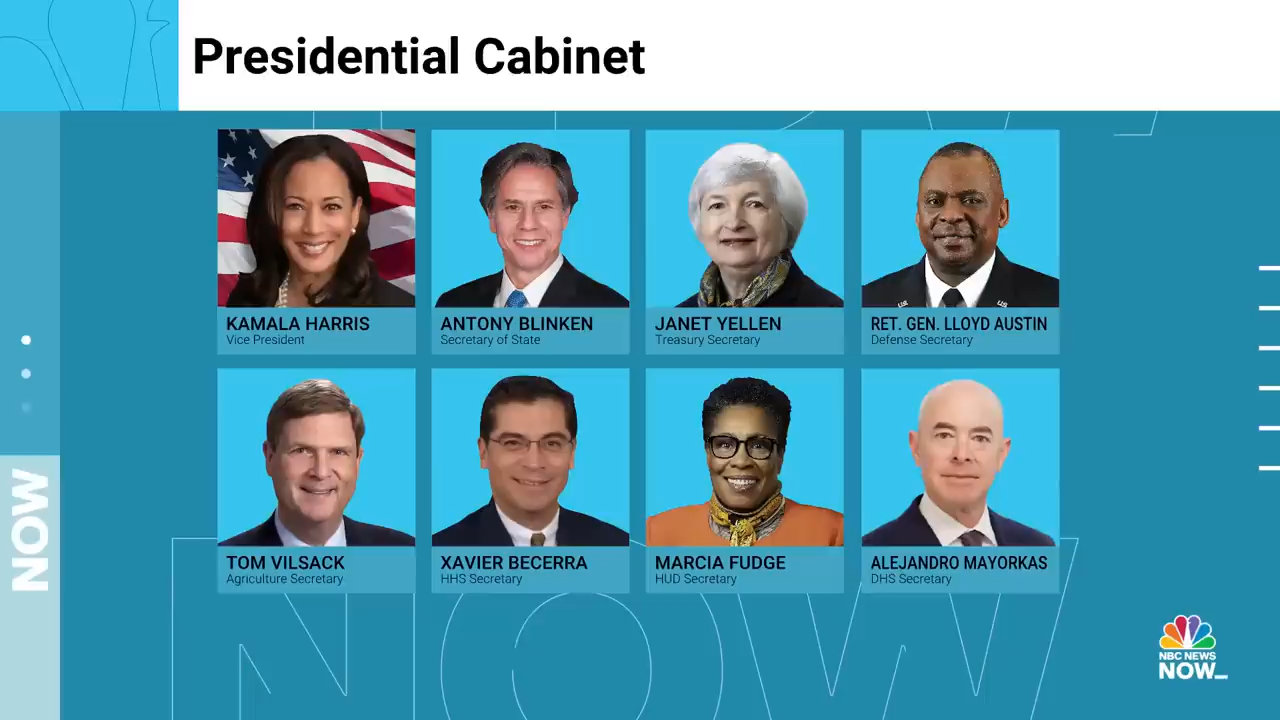 Presidential Cabinet
KAMALA HARRIS
Vice President
ANTONY BLINKEN
Secretary of State
JANET YELLEN
Treasury Secretary
RET. GEN. LLOYD AUSTIN
Defense Secretary
TOM VILSACK
Agriculture Secretary
XAVIER BECERRA
HHS Secretary
MARCIA FUDGE
HUD Secretary
ALEJANDRO MAYORKAS
DHS Secretary
NOW
NOW
NBC NEWS
NOW